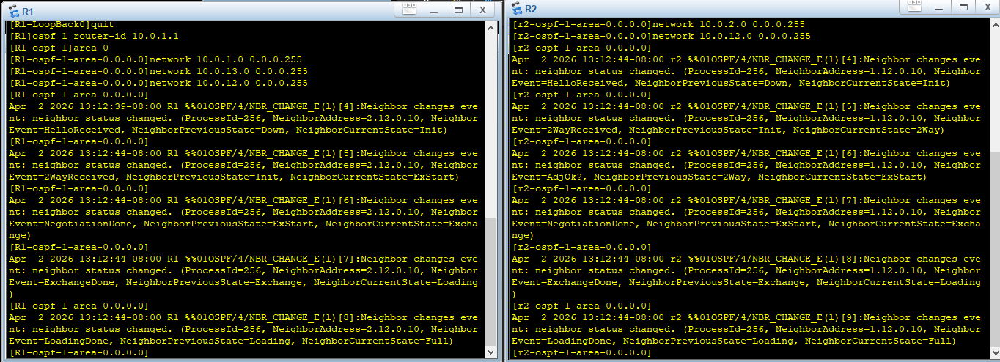 R1
[R1-LoopBack0]quit
[R1]ospf 1 router-id 10.0.1.1
[R1-ospf-1]area 0
[R1-ospf-1-area-0.0.0.0]network 10.0.1.0 0.0.0.255
[R1-ospf-1-area-0.0.0.0]network 10.0.13.0 0.0.0.255
[R1-ospf-1-area-0.0.0.0]network 10.0.12.0 0.0.0.255
[R1-ospf-1-area-0.0.0.0]
Apr  2 2026 13:12:39-08:00 R1 %%01OSPF/4/NBR_CHANGE_E(l)[4]:Neighbor changes eve
nt: neighbor status changed. (ProcessId=256, NeighborAddress=2.12.0.10, Neighbor
Event=HelloReceived, NeighborPreviousState=Down, NeighborCurrentState=Init)
[R1-ospf-1-area-0.0.0.0]
Apr  2 2026 13:12:44-08:00 R1 %%01OSPF/4/NBR_CHANGE_E(l)[5]:Neighbor changes eve
nt: neighbor status changed. (ProcessId=256, NeighborAddress=2.12.0.10, Neighbor
Event=2WayReceived, NeighborPreviousState=Init, NeighborCurrentState=ExStart)
[R1-ospf-1-area-0.0.0.0]
Apr  2 2026 13:12:44-08:00 R1 %%01OSPF/4/NBR_CHANGE_E(l)[6]:Neighbor changes eve
nt: neighbor status changed. (ProcessId=256, NeighborAddress=2.12.0.10, Neighbor
Event=NegotiationDone, NeighborPreviousState=ExStart, NeighborCurrentState=Excha
nge)
[R1-ospf-1-area-0.0.0.0]
Apr  2 2026 13:12:44-08:00 R1 %%01OSPF/4/NBR_CHANGE_E(l)[7]:Neighbor changes eve
nt: neighbor status changed. (ProcessId=256, NeighborAddress=2.12.0.10, Neighbor
Event=ExchangeDone, NeighborPreviousState=Exchange, NeighborCurrentState=Loading
)
[R1-ospf-1-area-0.0.0.0]
Apr  2 2026 13:12:44-08:00 R1 %%01OSPF/4/NBR_CHANGE_E(l)[8]:Neighbor changes eve
nt: neighbor status changed. (ProcessId=256, NeighborAddress=2.12.0.10, Neighbor
Event=LoadingDone, NeighborPreviousState=Loading, NeighborCurrentState=Full)
[R1-ospf-1-area-0.0.0.0]
R2
[r2-ospf-1-area-0.0.0.0]network 10.0.2.0 0.0.0.255
[r2-ospf-1-area-0.0.0.0]network 10.0.12.0 0.0.0.255
[r2-ospf-1-area-0.0.0.0]
Apr  2 2026 13:12:44-08:00 r2 %%01OSPF/4/NBR_CHANGE_E(l)[4]:Neighbor changes eve
nt: neighbor status changed. (ProcessId=256, NeighborAddress=1.12.0.10, Neighbor
Event=HelloReceived, NeighborPreviousState=Down, NeighborCurrentState=Init)
[r2-ospf-1-area-0.0.0.0]
Apr  2 2026 13:12:44-08:00 r2 %%01OSPF/4/NBR_CHANGE_E(l)[5]:Neighbor changes eve
nt: neighbor status changed. (ProcessId=256, NeighborAddress=1.12.0.10, Neighbor
Event=2WayReceived, NeighborPreviousState=Init, NeighborCurrentState=2Way)
[r2-ospf-1-area-0.0.0.0]
Apr  2 2026 13:12:44-08:00 r2 %%01OSPF/4/NBR_CHANGE_E(l)[6]:Neighbor changes eve
nt: neighbor status changed. (ProcessId=256, NeighborAddress=1.12.0.10, Neighbor
Event=AdjOk?, NeighborPreviousState=2Way, NeighborCurrentState=ExStart)
[r2-ospf-1-area-0.0.0.0]
Apr  2 2026 13:12:44-08:00 r2 %%01OSPF/4/NBR_CHANGE_E(l)[7]:Neighbor changes eve
nt: neighbor status changed. (ProcessId=256, NeighborAddress=1.12.0.10, Neighbor
Event=NegotiationDone, NeighborPreviousState=ExStart, NeighborCurrentState=Excha
nge)
[r2-ospf-1-area-0.0.0.0]
Apr  2 2026 13:12:44-08:00 r2 %%01OSPF/4/NBR_CHANGE_E(l)[8]:Neighbor changes eve
nt: neighbor status changed. (ProcessId=256, NeighborAddress=1.12.0.10, Neighbor
Event=ExchangeDone, NeighborPreviousState=Exchange, NeighborCurrentState=Loading
)
[r2-ospf-1-area-0.0.0.0]
Apr  2 2026 13:12:44-08:00 r2 %%01OSPF/4/NBR_CHANGE_E(l)[9]:Neighbor changes eve
nt: neighbor status changed. (ProcessId=256, NeighborAddress=1.12.0.10, Neighbor
Event=LoadingDone, NeighborPreviousState=Loading, NeighborCurrentState=Full)
[r2-ospf-1-area-0.0.0.0]